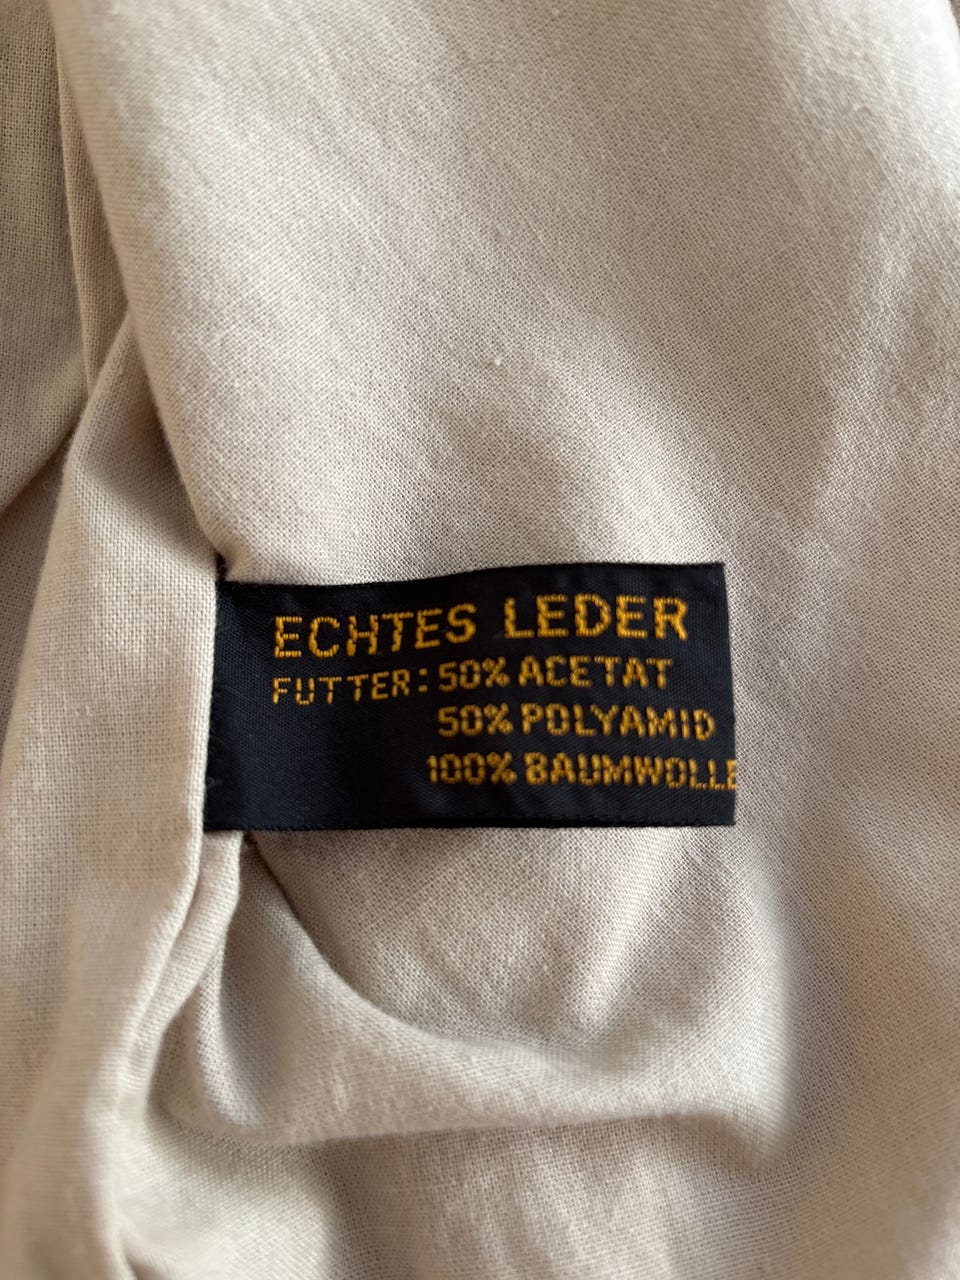 ECHTES LEDER
FUTTER: 50% ACETAT
50% POLYAMID
100% BAUMWOLLE